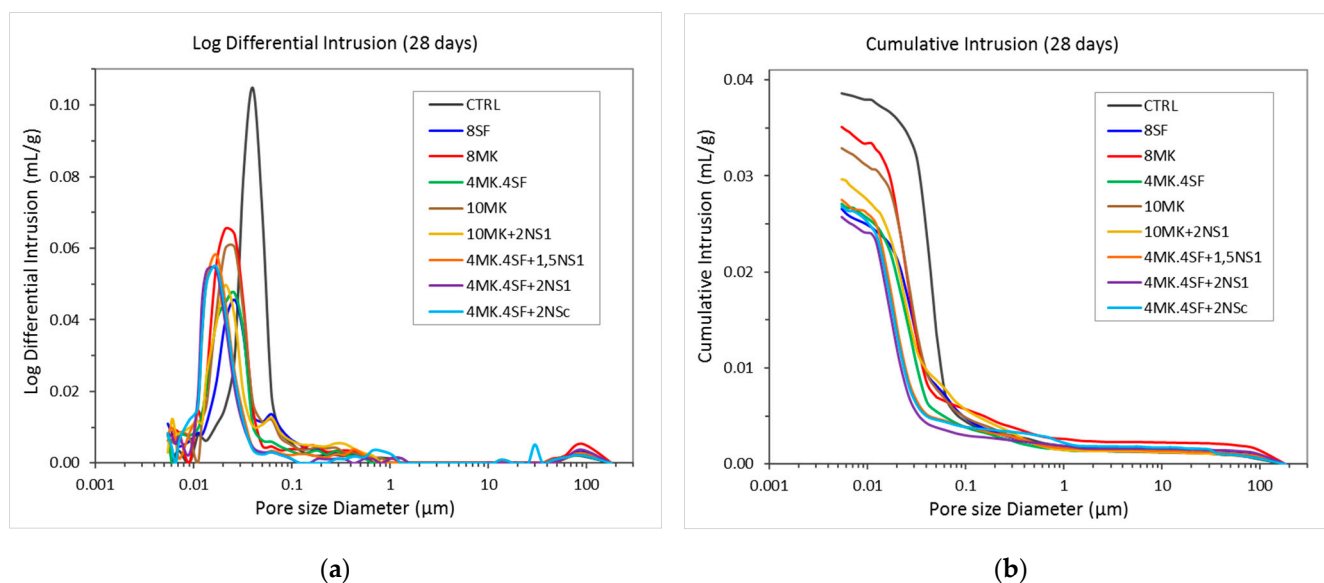 Log Differential Intrusion (28 days)
Log Differential Intrusion (mL/g)
0.10
0.08
0.06
0.04
0.02
0.00
CTRL
8SF
8MK
4MK.4SF
10MK
10MK+2NS1
4MK.4SF+1,5NS1
4MK.4SF+2NS1
4MK.4SF+2NSc
0.001 0.01 0.1 1 10 100
Pore size Diameter (μm)
(a)
Cumulative Intrusion (28 days)
Cumulative Intrusion (mL/g)
0.04
0.03
0.02
0.01
0.00
CTRL
8SF
8MK
4MK.4SF
10MK
10MK+2NS1
4MK.4SF+1,5NS1
4MK.4SF+2NS1
4MK.4SF+2NSc
0.001 0.01 0.1 1 10 100
Pore size Diameter (μm)
(b)